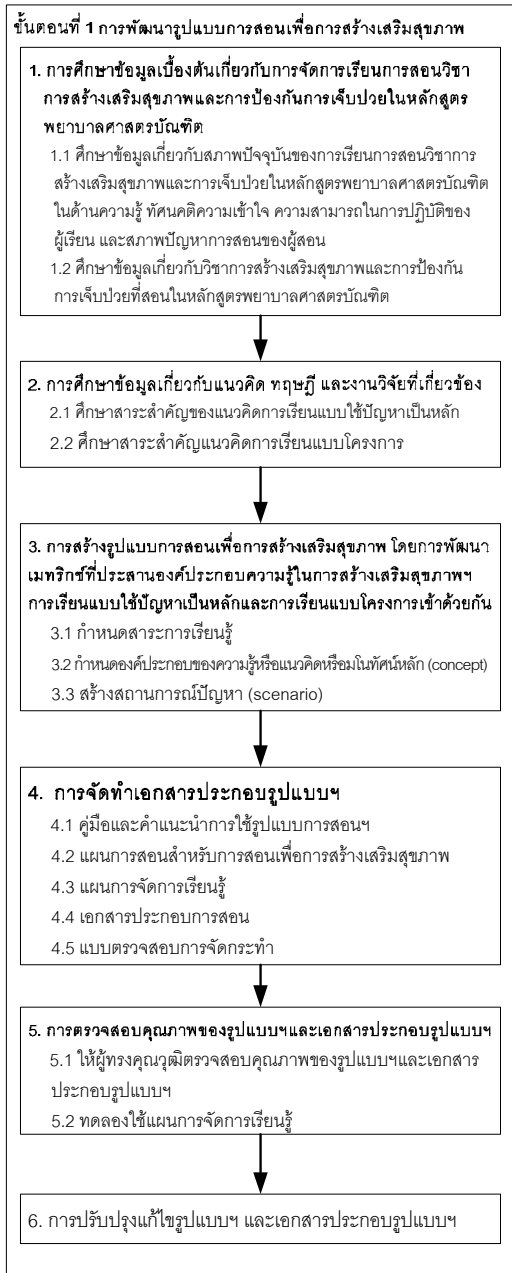 ขั้นตอนที่ 1 การพัฒนารูปแบบการสอนเพื่อการสร้างเสริมสุขภาพ
1. การศึกษาข้อมูลเบื้องต้นเกี่ยวกับการจัดการเรียนการสอนวิชา
การสร้างเสริมสุขภาพและการป้องกันการเจ็บป่วยในหลักสูตร
พยาบาลศาสตรบัณฑิต
1.1 ศึกษาข้อมูลเกี่ยวกับสภาพปัจจุบันของการเรียนการสอนวิชาการ
สร้างเสริมสุขภาพและการเจ็บป่วยในหลักสูตรพยาบาลศาสตรบัณฑิต
ในด้านความรู้ ทัศนคติความเข้าใจ ความสามารถในการปฏิบัติของ
ผู้เรียน และสภาพปัญหาการสอนของผู้สอน
1.2 ศึกษาข้อมูลเกี่ยวกับวิชาการสร้างเสริมสุขภาพและการป้องกัน
การเจ็บป่วยที่สอนในหลักสูตรพยาบาลศาสตรบัณฑิต
2. การศึกษาข้อมูลเกี่ยวกับแนวคิด ทฤษฎี และงานวิจัยที่เกี่ยวข้อง
2.1 ศึกษาสาระสำคัญของแนวคิดการเรียนแบบใช้ปัญหาเป็นหลัก
2.2 ศึกษาสาระสำคัญแนวคิดการเรียนแบบโครงการ
3. การสร้างรูปแบบการสอนเพื่อการสร้างเสริมสุขภาพ โดยการพัฒนา
เมทริกซ์ที่ประสานองค์ประกอบความรู้ในการสร้างเสริมสุขภาพฯ
การเรียนแบบใช้ปัญหาเป็นหลักและการเรียนแบบโครงการเข้าด้วยกัน
3.1 กำหนดสาระการเรียนรู้
3.2 กำหนดองค์ประกอบของความรู้หรือแนวคิดหรือมโนทัศน์หลัก (concept)
3.3 สร้างสถานการณ์ปัญหา (scenario)
4. การจัดทำเอกสารประกอบรูปแบบฯ
4.1 คู่มือและคำแนะนำการใช้รูปแบบการสอนฯ
4.2 แผนการสอนสำหรับการสอนเพื่อการสร้างเสริมสุขภาพ
4.3 แผนการจัดการเรียนรู้
4.4 เอกสารประกอบการสอน
4.5 แบบตรวจสอบการจัดกระทำ
5. การตรวจสอบคุณภาพของรูปแบบฯและเอกสารประกอบรูปแบบฯ
5.1 ให้ผู้ทรงคุณวุฒิตรวจสอบคุณภาพของรูปแบบฯและเอกสาร
ประกอบรูปแบบฯ
5.2 ทดลองใช้แผนการจัดการเรียนรู้
6. การปรับปรุงแก้ไขรูปแบบฯ และเอกสารประกอบรูปแบบฯ